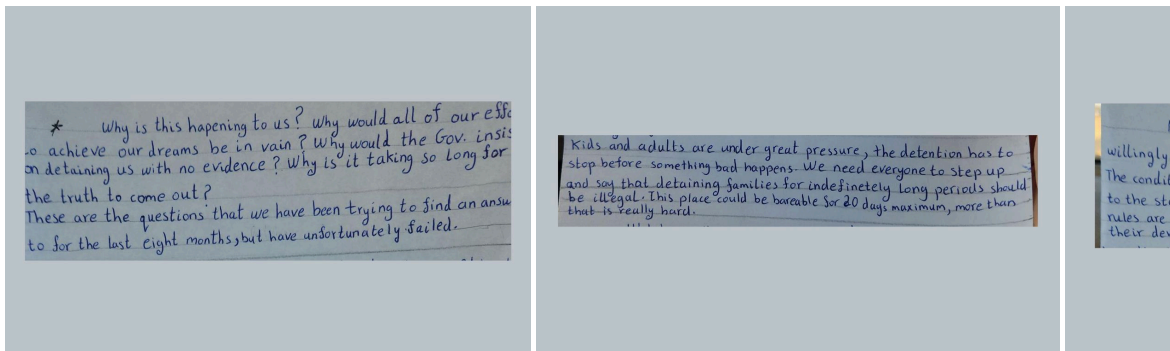 * Why is this hapening to us? Why would all of our effo
to achieve our dreams be in vain? Why would the Gov. insis
on detaining us with no evidence? Why is it taking so long for
the truth to come out?
These are the questions that we have been trying to find an answ
to for the last eight months, but have unfortunately failed.
Kids and adults are under great pressure, the detention has to
stop before something bad happens. We need everyone to step up
and say that detaining families for indefinetely long periods should
be illegal. This place could be bareable for 20 days maximum, more than
that is really hard.
willingly
The condit
to the st
rules are
their dev